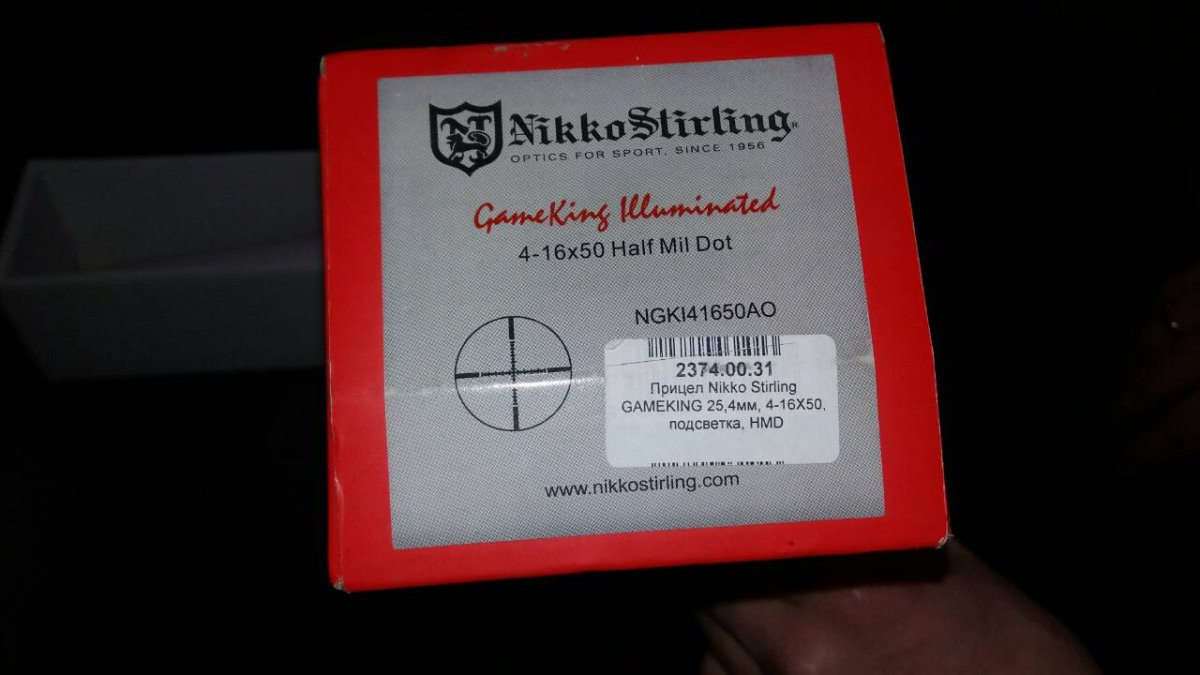 NikkoStirling®
OPTICS FOR SPORT, SINCE 1956
GameKing Illuminated
4-16x50 Half Mil Dot
NGKI41650AO
2374.00.31
Прицел Nikko Stirling
GAMEKING 25,4мм, 4-16X50,
подсветка, HMD
www.nikkostirling.com